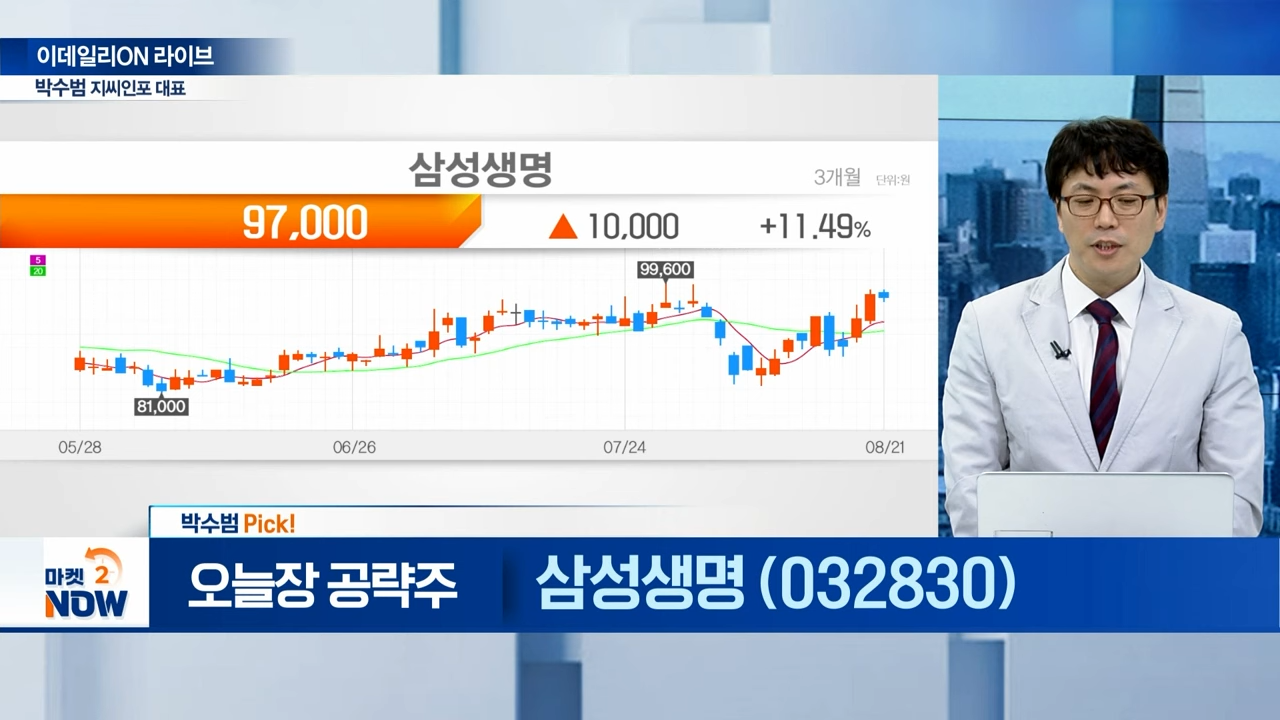 이데일리ON 라이브
박수범 지씨인포 대표
삼성생명
3개월 단위:원
97,000 ▲ 10,000 +11.49%
5
20
99,600
81,000
05/28 06/26 07/24 08/21
박수범 Pick!
마켓 2
NOW
오늘장 공략주 삼성생명 (032830)